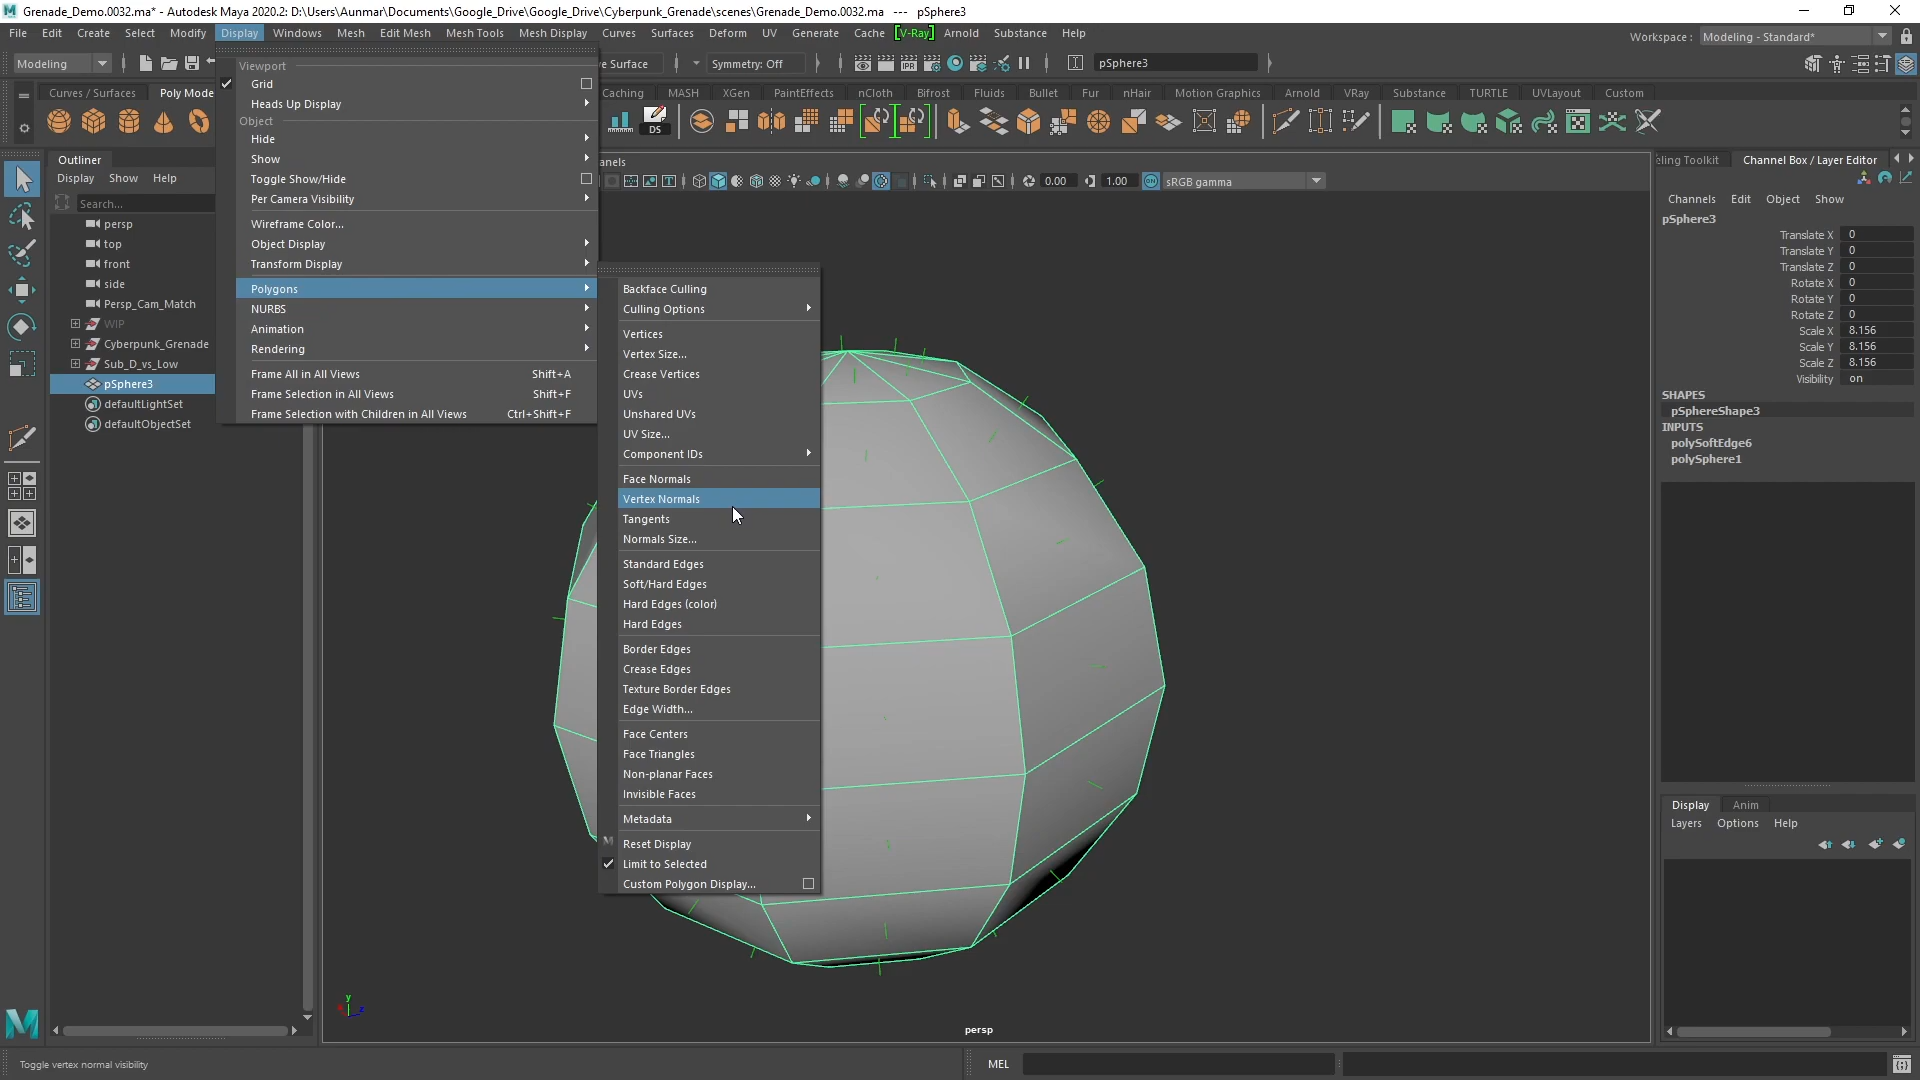 Grenade_Demo.0032.ma* - Autodesk Maya 2020.2: D:\Users\Aunmar\Documents\Google_Drive\Google_Drive\Cyberpunk_Grenade\scenes\Grenade_Demo.0032.ma --- pSphere3
File Edit Create Select Modify Display Windows Mesh Edit Mesh Mesh Tools Mesh Display Curves Surfaces Deform UV Generate Cache [V-Ray] Arnold Substance Help
Workspace : Modeling - Standard*
Modeling
ve Surface
Symmetry: Off
pSphere3
Curves / Surfaces Poly Mode
Caching MASH XGen PaintEffects nCloth Bifrost Fluids Bullet Fur nHair Motion Graphics Arnold VRay Substance TURTLE UVLayout Custom
DS
IPR
Outliner
Display Show Help
Search...
persp
top
front
side
Persp_Cam_Match
WIP
Cyberpunk_Grenade
Sub_D_vs_Low
pSphere3
defaultLightSet
defaultObjectSet
Viewport
Grid
Heads Up Display
Object
Hide
Show
Toggle Show/Hide
Per Camera Visibility
Wireframe Color...
Object Display
Transform Display
Polygons
NURBS
Animation
Rendering
Frame All in All Views Shift+A
Frame Selection in All Views Shift+F
Frame Selection with Children in All Views Ctrl+Shift+F
Backface Culling
Culling Options
Vertices
Vertex Size...
Crease Vertices
UVs
Unshared UVs
UV Size...
Component IDs
Face Normals
Vertex Normals
Tangents
Normals Size...
Standard Edges
Soft/Hard Edges
Hard Edges (color)
Hard Edges
Border Edges
Crease Edges
Texture Border Edges
Edge Width...
Face Centers
Face Triangles
Non-planar Faces
Invisible Faces
Metadata
Reset Display
Limit to Selected
Custom Polygon Display...
anels
0.00 1.00 ON sRGB gamma
y
z
persp
eling Toolkit Channel Box / Layer Editor
Channels Edit Object Show
pSphere3
Translate X 0
Translate Y 0
Translate Z 0
Rotate X 0
Rotate Y 0
Rotate Z 0
Scale X 8.156
Scale Y 8.156
Scale Z 8.156
Visibility on
SHAPES
pSphereShape3
INPUTS
polySoftEdge6
polySphere1
Display Anim
Layers Options Help
Toggle vertex normal visibility
MEL